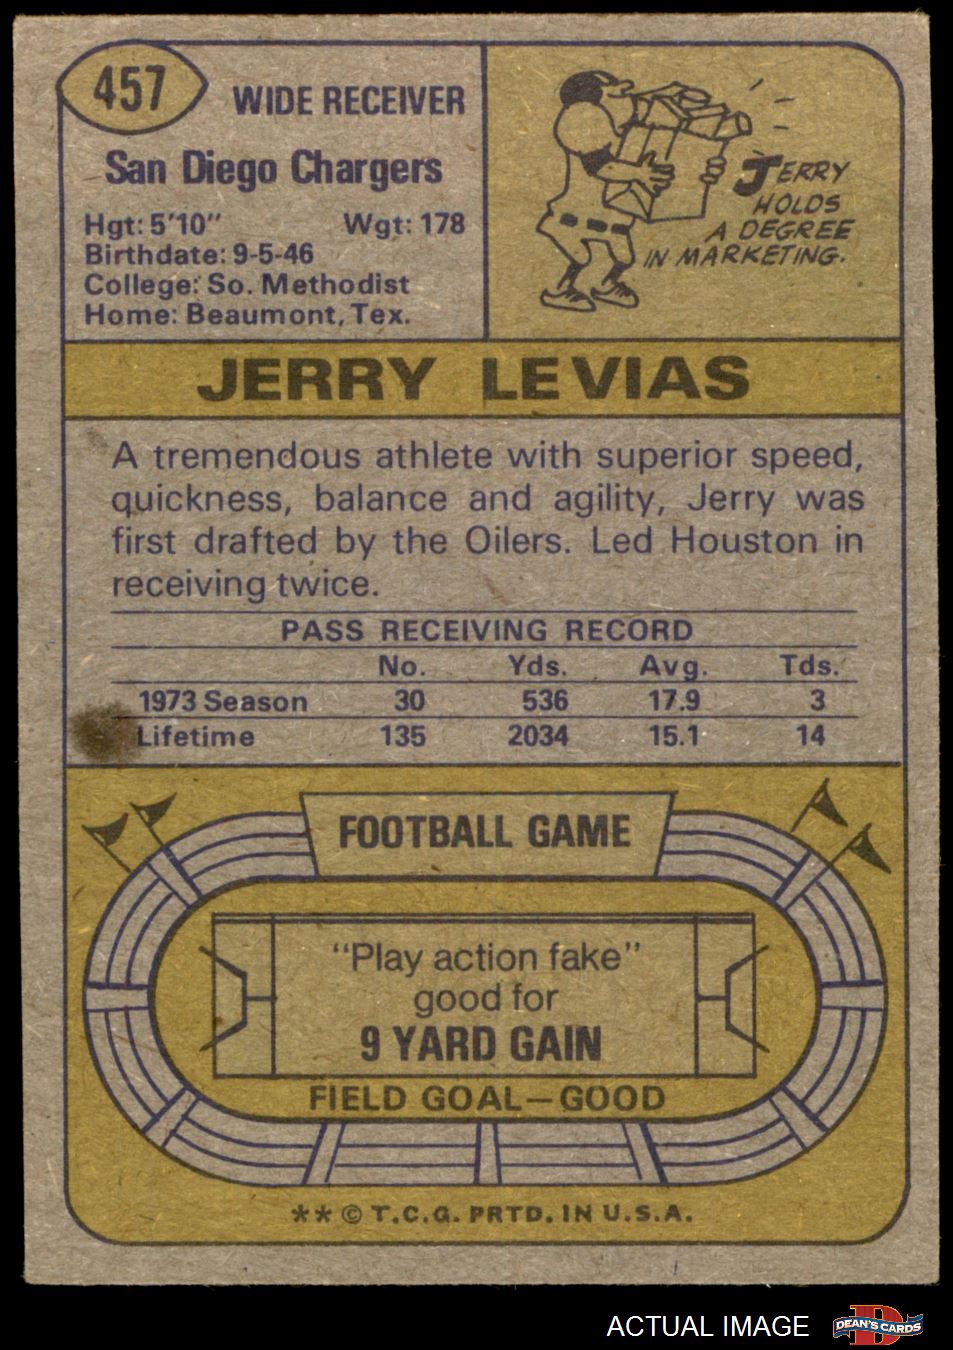 457
WIDE RECEIVER
San Diego Chargers
Hgt: 5'10" Wgt: 178
Birthdate: 9-5-46
College: So. Methodist
Home: Beaumont, Tex.
JERRY
HOLDS
A DEGREE
IN MARKETING.
JERRY LEVIAS
A tremendous athlete with superior speed,
quickness, balance and agility, Jerry was
first drafted by the Oilers. Led Houston in
receiving twice.
PASS RECEIVING RECORD
No. Yds. Avg. Tds.
1973 Season 30 536 17.9 3
Lifetime 135 2034 15.1 14
FOOTBALL GAME
"Play action fake"
good for
9 YARD GAIN
FIELD GOAL—GOOD
** © T.C.G. PRTD. IN U.S.A.
ACTUAL IMAGE
D
DEAN'S CARDS